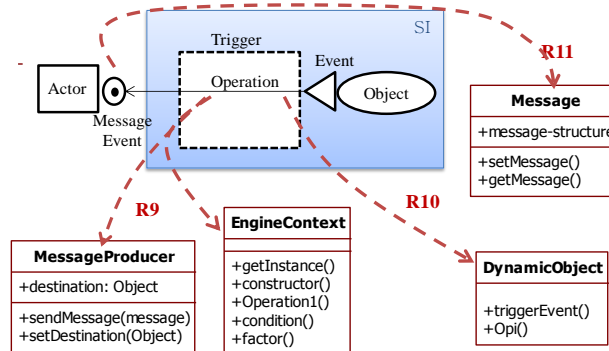 SI
Trigger
Event
R11
Actor
Operation
Object
Message
Event
Message
+message-structure
+setMessage()
+getMessage()
R9
R10
EngineContext
+getInstance()
+constructor()
+Operation1()
+condition()
+factor()
MessageProducer
+destination: Object
+sendMessage(message)
+setDestination(Object)
DynamicObject
+triggerEvent()
+Opi()